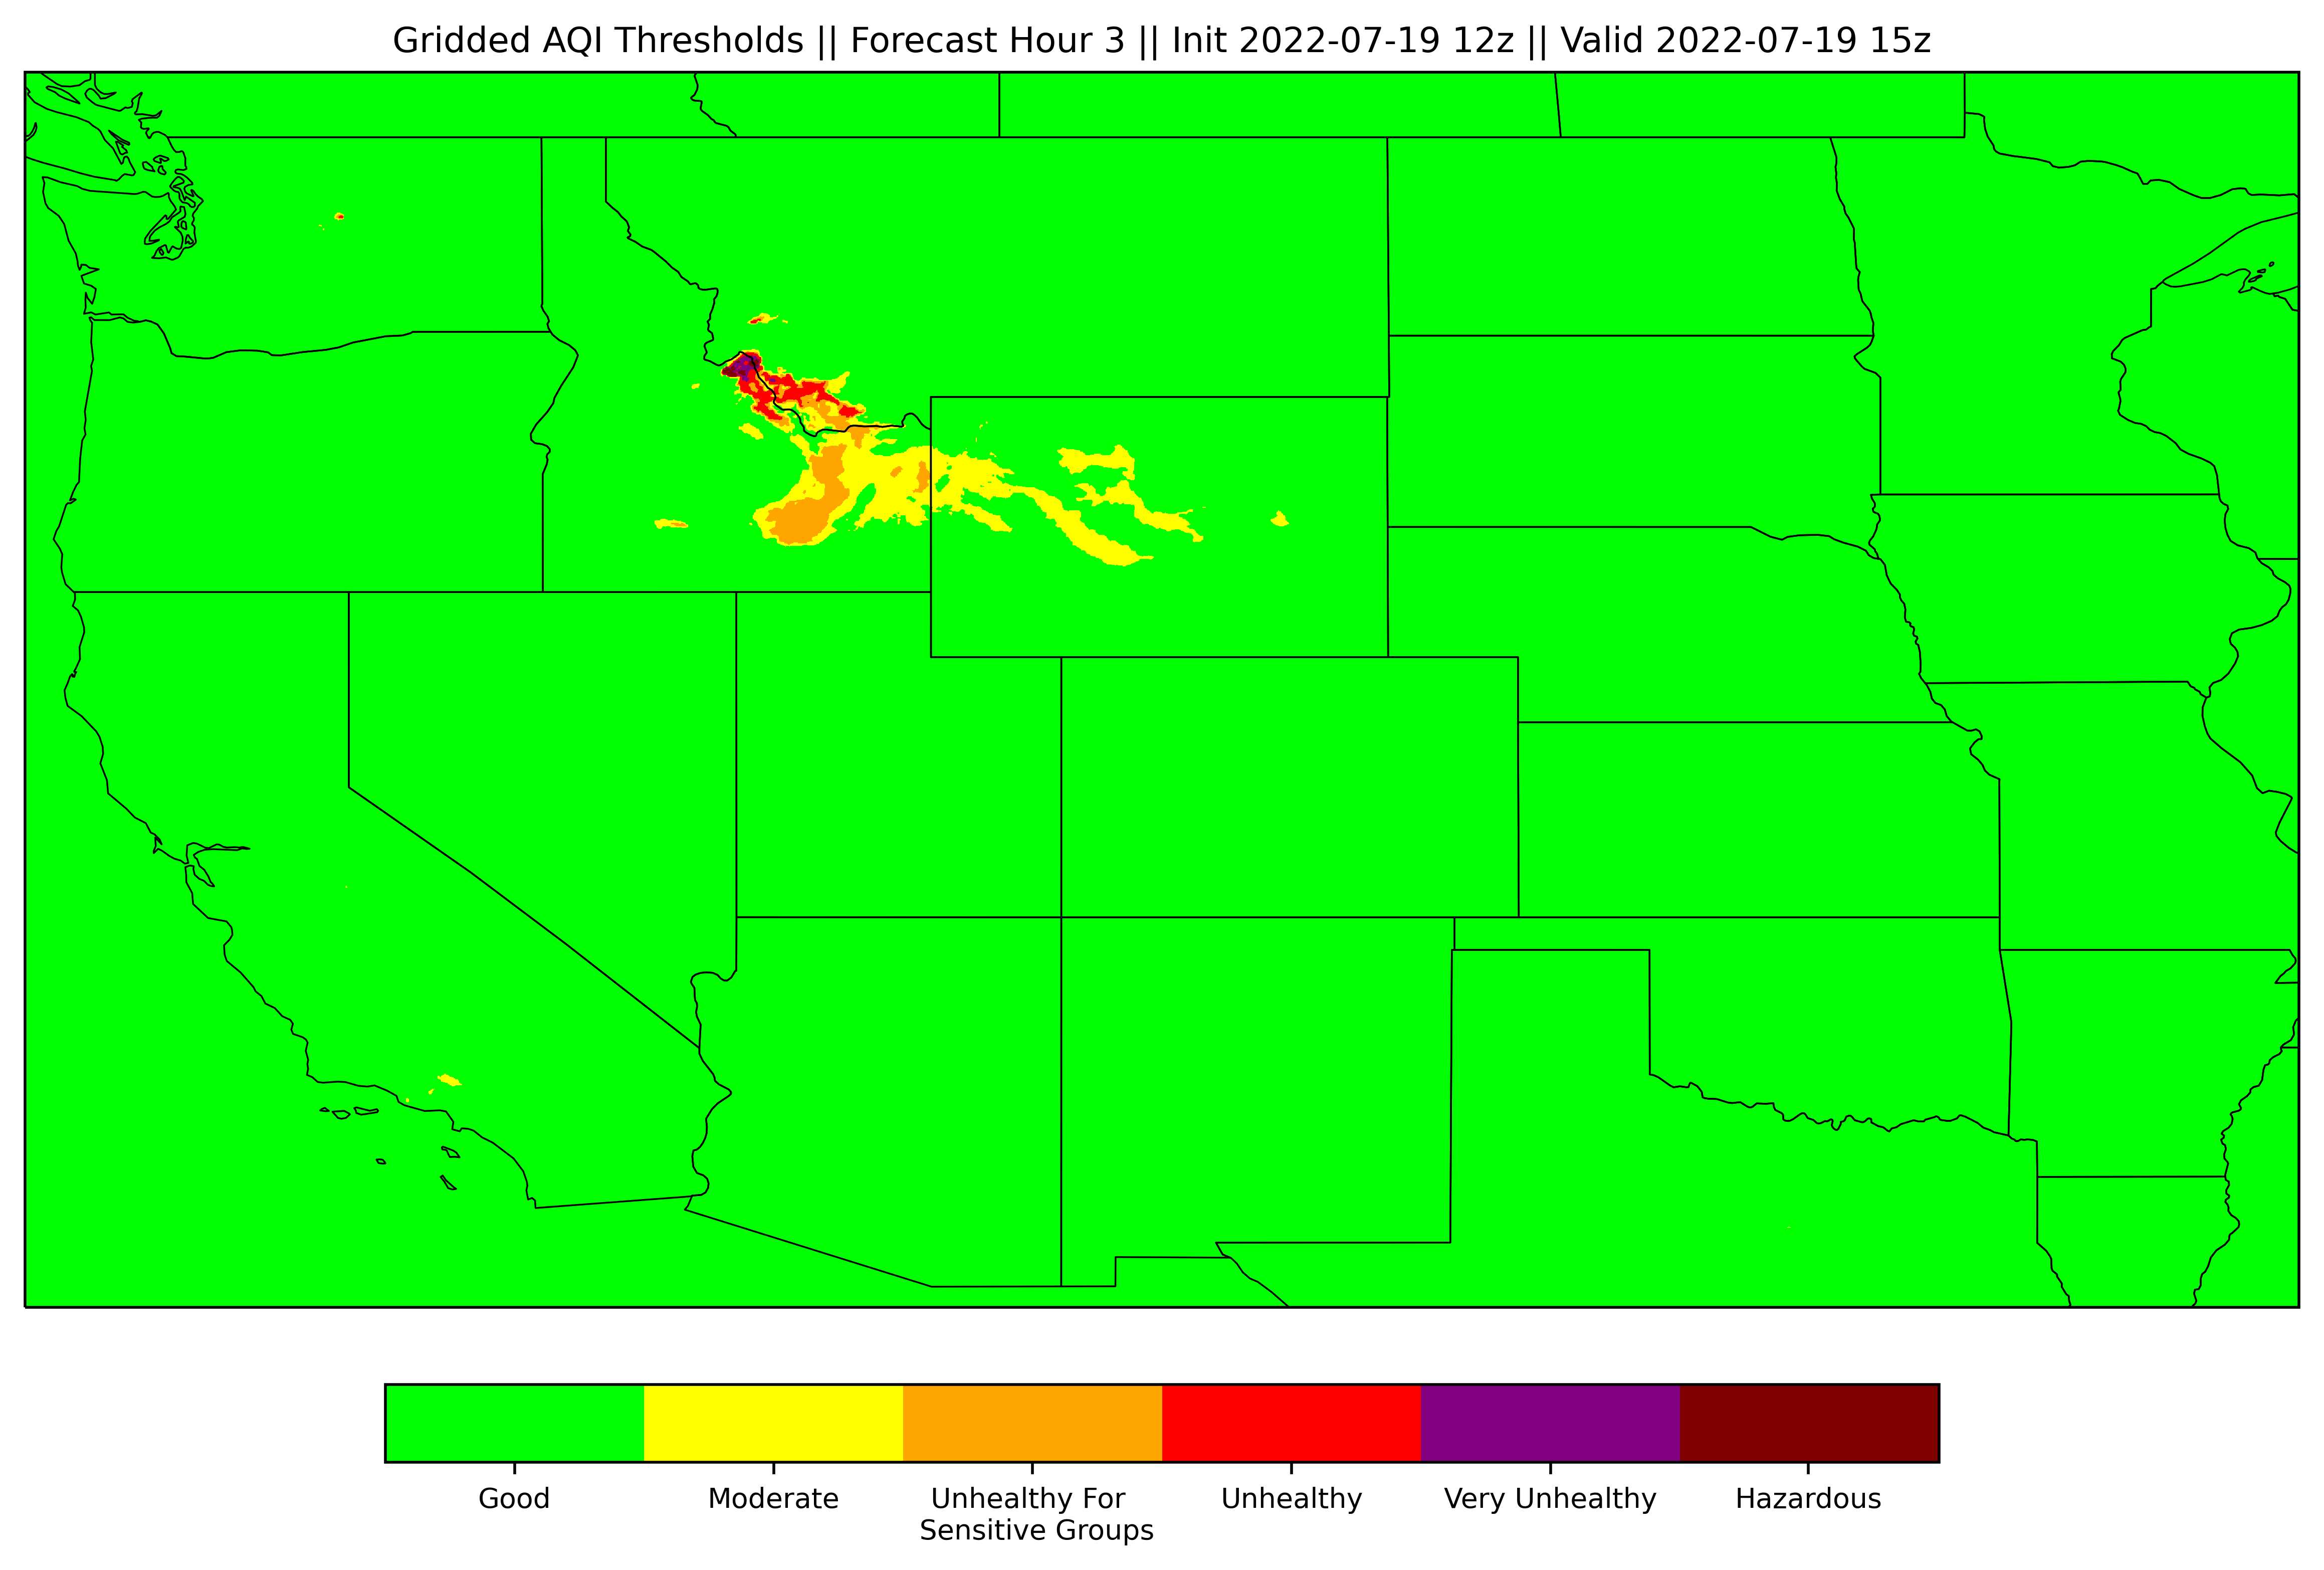 Gridded AQI Thresholds || Forecast Hour 3 || Init 2022-07-19 12z || Valid 2022-07-19 15z
Good
Moderate
Unhealthy For
Sensitive Groups
Unhealthy
Very Unhealthy
Hazardous